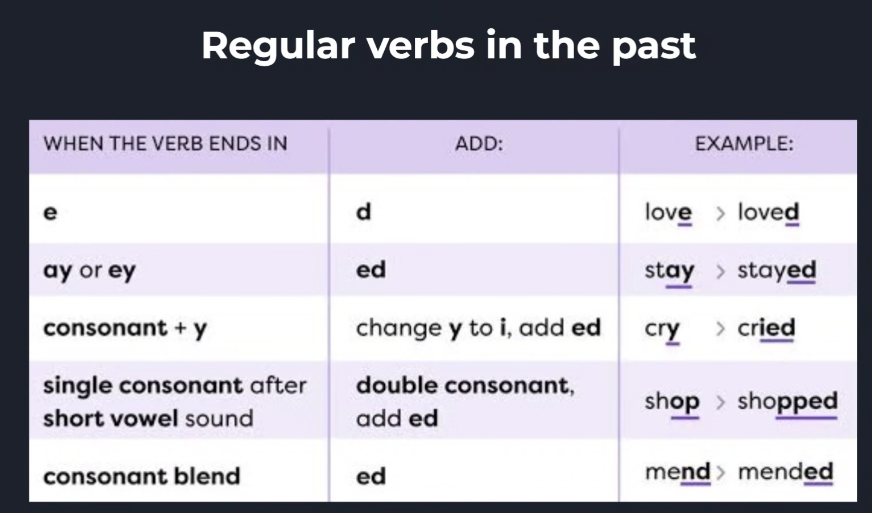 Regular verbs in the past
WHEN THE VERB ENDS IN ADD: EXAMPLE:
e d love > loved
ay or ey ed stay > stayed
consonant + y change y to i, add ed cry > cried
single consonant after double consonant, shop > shopped
short vowel sound add ed
consonant blend ed mend > mended